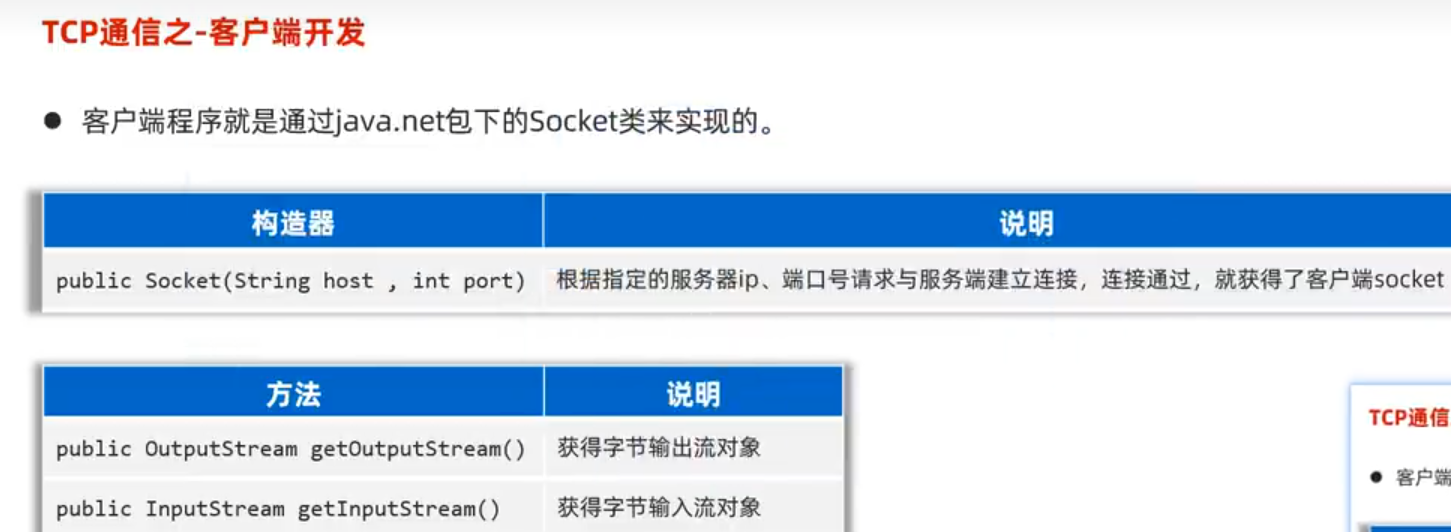 TCP通信之-客户端开发
● 客户端程序就是通过java.net包下的Socket类来实现的。
构造器 说明
public Socket(String host , int port) 根据指定的服务器ip、端口号请求与服务端建立连接，连接通过，就获得了客户端socket
方法 说明
public OutputStream getOutputStream() 获得字节输出流对象
public InputStream getInputStream() 获得字节输入流对象
TCP通信
● 客户端